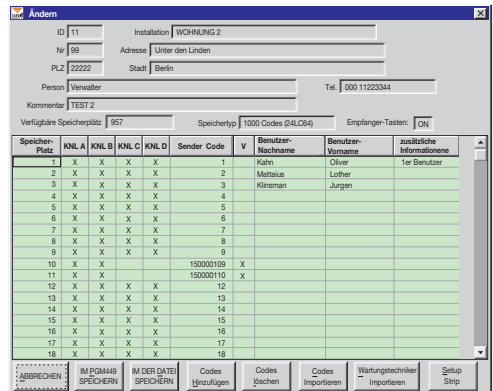 Ändern
ID 11 Installation WOHNUNG 2
Nr 99 Adresse Unter den Linden
PLZ 22222 Stadt Berlin
Person Verwalter Tel. 000 11223344
Kommentar TEST 2
Verfügbäre Speicherplätz 957 Speichertyp 1000 Codes (24LC64) Empfanger-Tasten: ON
Speicher-Platz KNL A KNL B KNL C KNL D Sender Code V Benutzer-Nachname Benutzer-Vorname zusätzliche Informationene
1 X X X X 1 Kahn Oliver 1er Benutzer
2 X X X X 2 Mattaius Lother
3 X X X X 3 Klinsman Jurgen
4 X X X X 4
5 X X X X 5
6 X X X X 6
7 X X X X 7
8 X X X X 8
9 X X X X 9
10 X X 150000109 X
11 X X 150000110 X
12 X X X X 12
13 X X X X 13
14 X X X X 14
15 X X X X 15
16 X X X X 16
17 X X X X 17
18 X X X X 18
ABBRECHEN IM PGM449 SPEICHERN IM DER DATEI SPEICHERN Codes Hinzufügen Codes löschen Codes Importieren Wartungstechniker Importieren Setup Strip